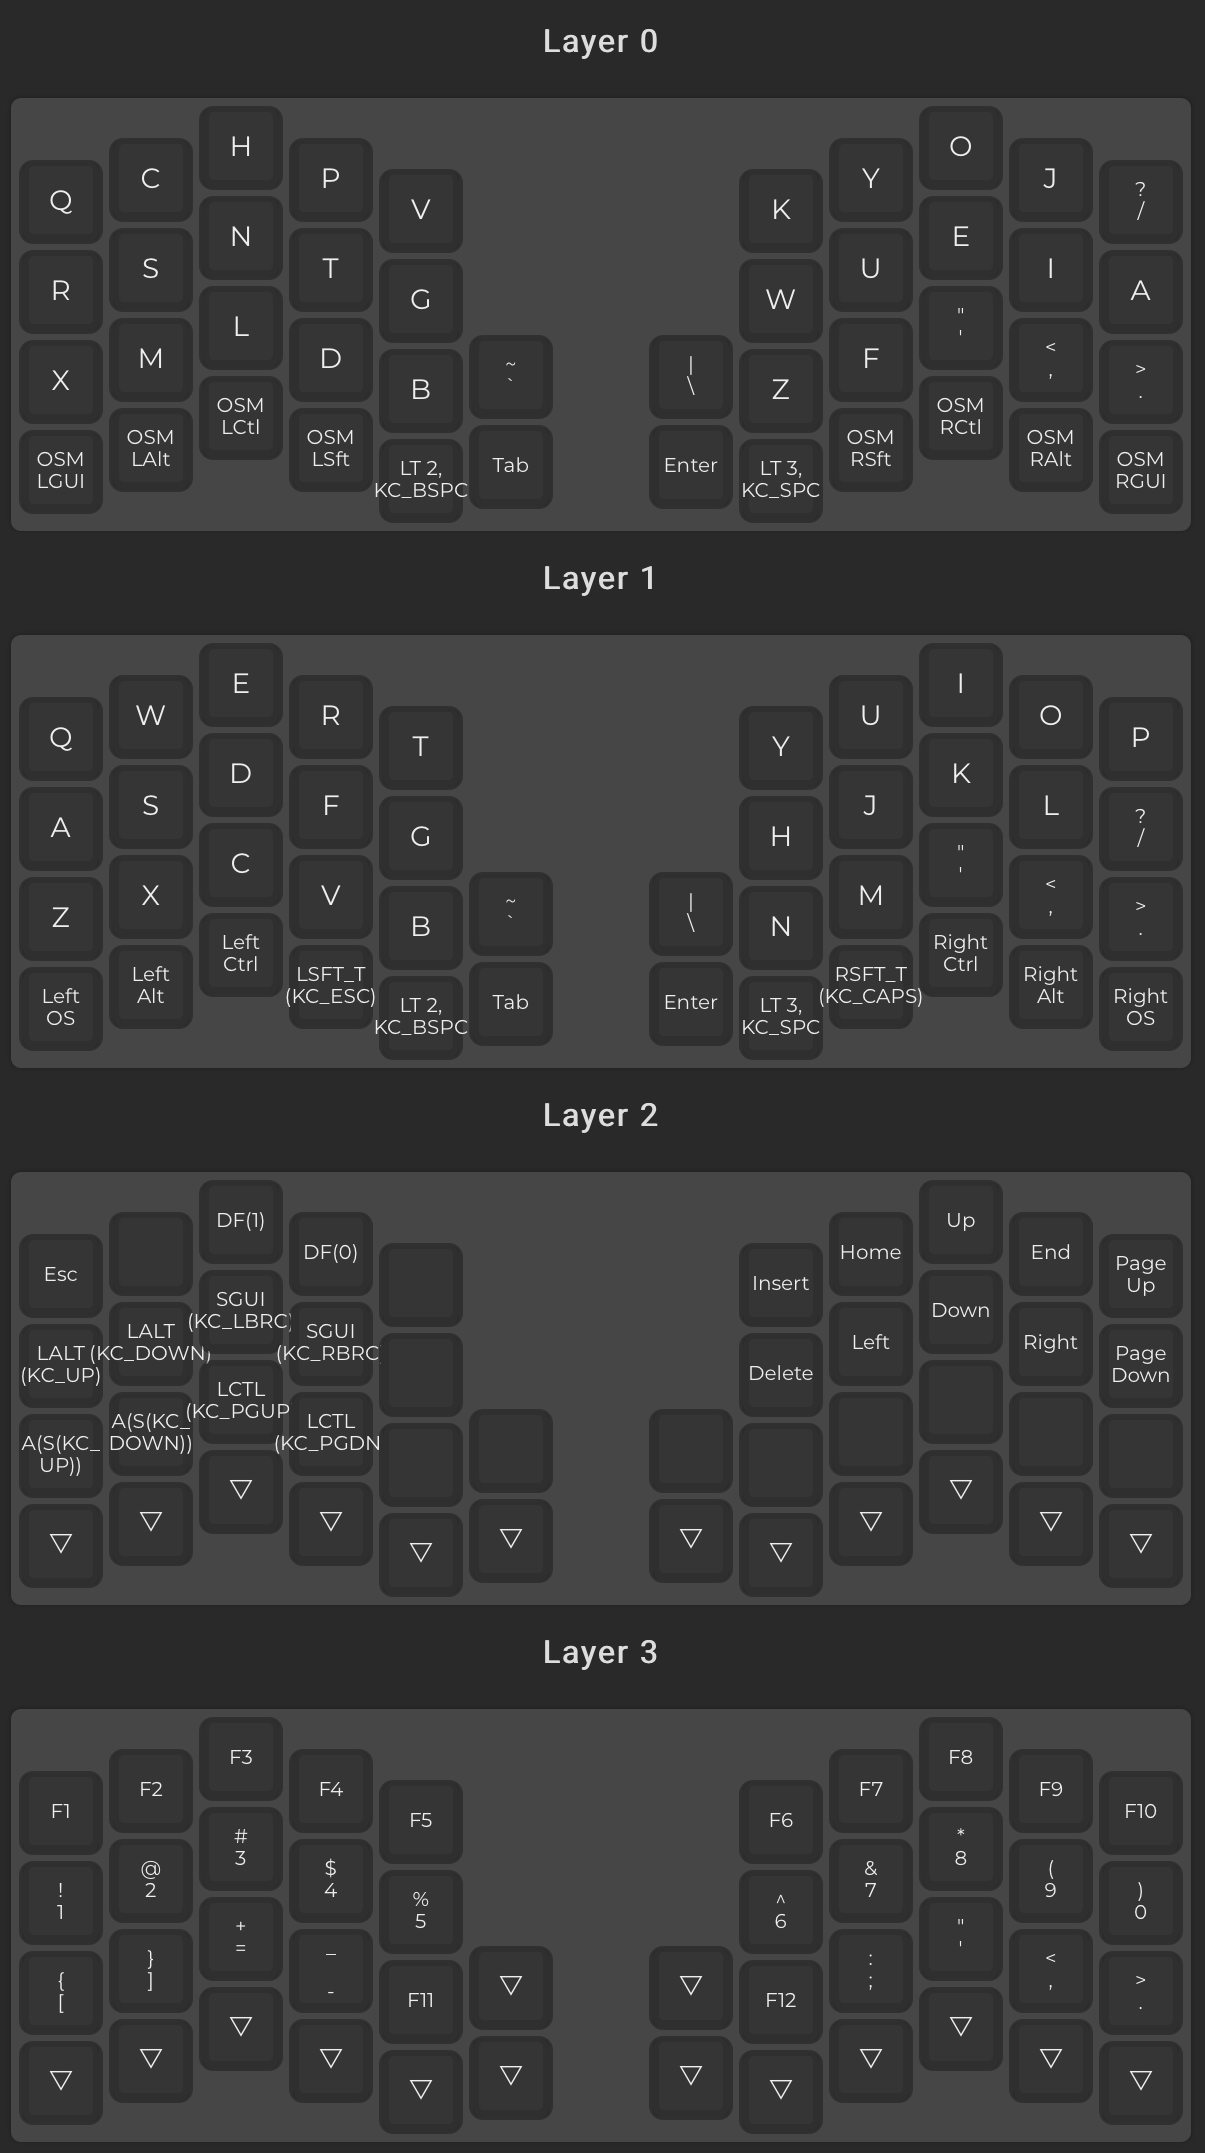 Layer 0
Q C H P V K Y O J ? /
R S N T G W U E I A
X M L D B ~ ` | \ Z F " ' < , > .
OSM LGUI OSM LAlt OSM LCtl OSM LSft LT 2, KC_BSPC Tab Enter LT 3, KC_SPC OSM RSft OSM RCtl OSM RAlt OSM RGUI
Layer 1
Q W E R T Y U I O P
A S D F G H J K L ? /
Z X C V B ~ ` | \ N M " ' < , > .
Left OS Left Alt Left Ctrl LSFT_T (KC_ESC) LT 2, KC_BSPC Tab Enter LT 3, KC_SPC RSFT_T (KC_CAPS) Right Ctrl Right Alt Right OS
Layer 2
Esc DF(1) DF(0) Insert Home Up End Page Up
LALT (KC_UP) LALT (KC_DOWN) SGUI (KC_LBRC) SGUI (KC_RBRC Delete Left Down Right Page Down
A(S(KC_ UP)) A(S(KC_ DOWN)) LCTL (KC_PGUP LCTL (KC_PGDN
▽ ▽ ▽ ▽ ▽ ▽ ▽ ▽ ▽ ▽ ▽ ▽
Layer 3
F1 F2 F3 F4 F5 F6 F7 F8 F9 F10
! 1 @ 2 # 3 $ 4 % 5 ^ 6 & 7 * 8 ( 9 ) 0
{ [ } ] + = _ - F11 ▽ ▽ F12 : ; " ' < , > .
▽ ▽ ▽ ▽ ▽ ▽ ▽ ▽ ▽ ▽ ▽ ▽